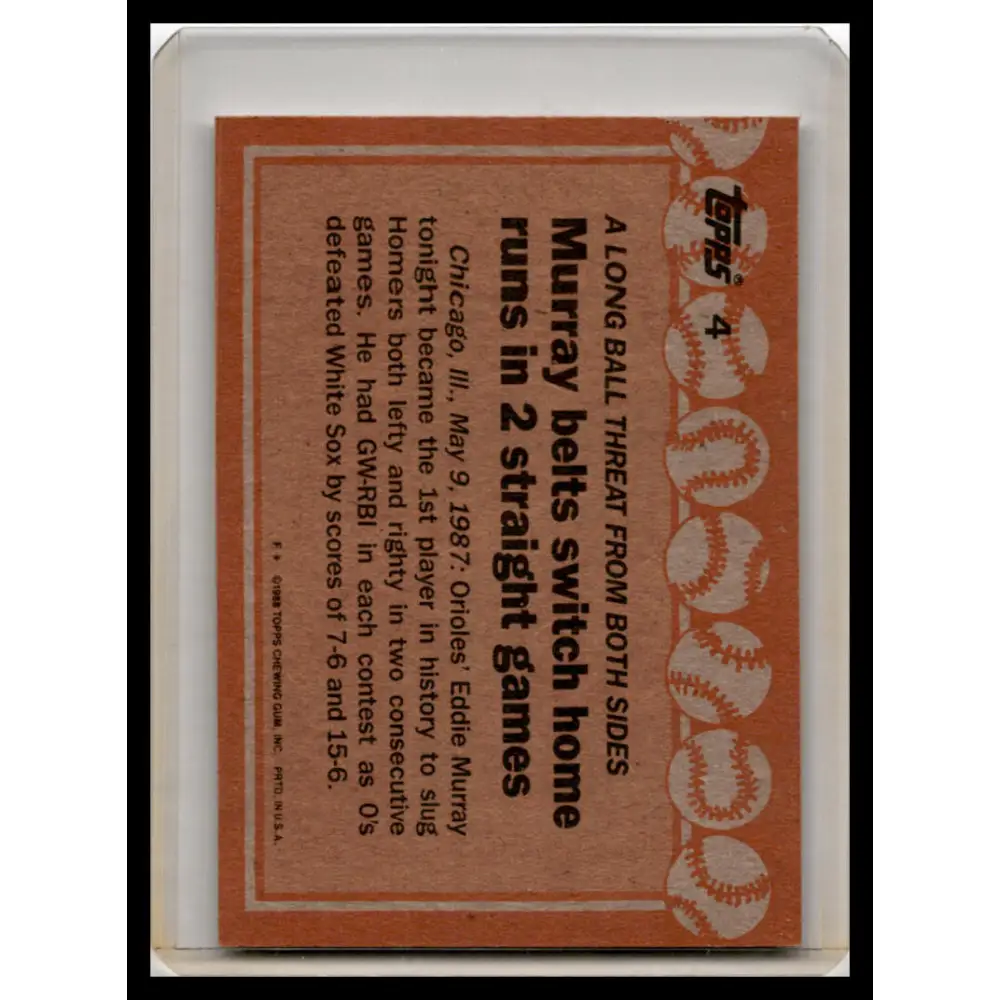 Topps® 4
A LONG BALL THREAT FROM BOTH SIDES
Murray belts switch home
runs in 2 straight games
Chicago, Ill., May 9, 1987: Orioles' Eddie Murray
tonight became the 1st player in history to slug
Homers both lefty and righty in two consecutive
games. He had GW-RBI in each contest as O's
defeated White Sox by scores of 7-6 and 15-6.
F * ©1988 TOPPS CHEWING GUM, INC. PRTD. IN U.S.A.